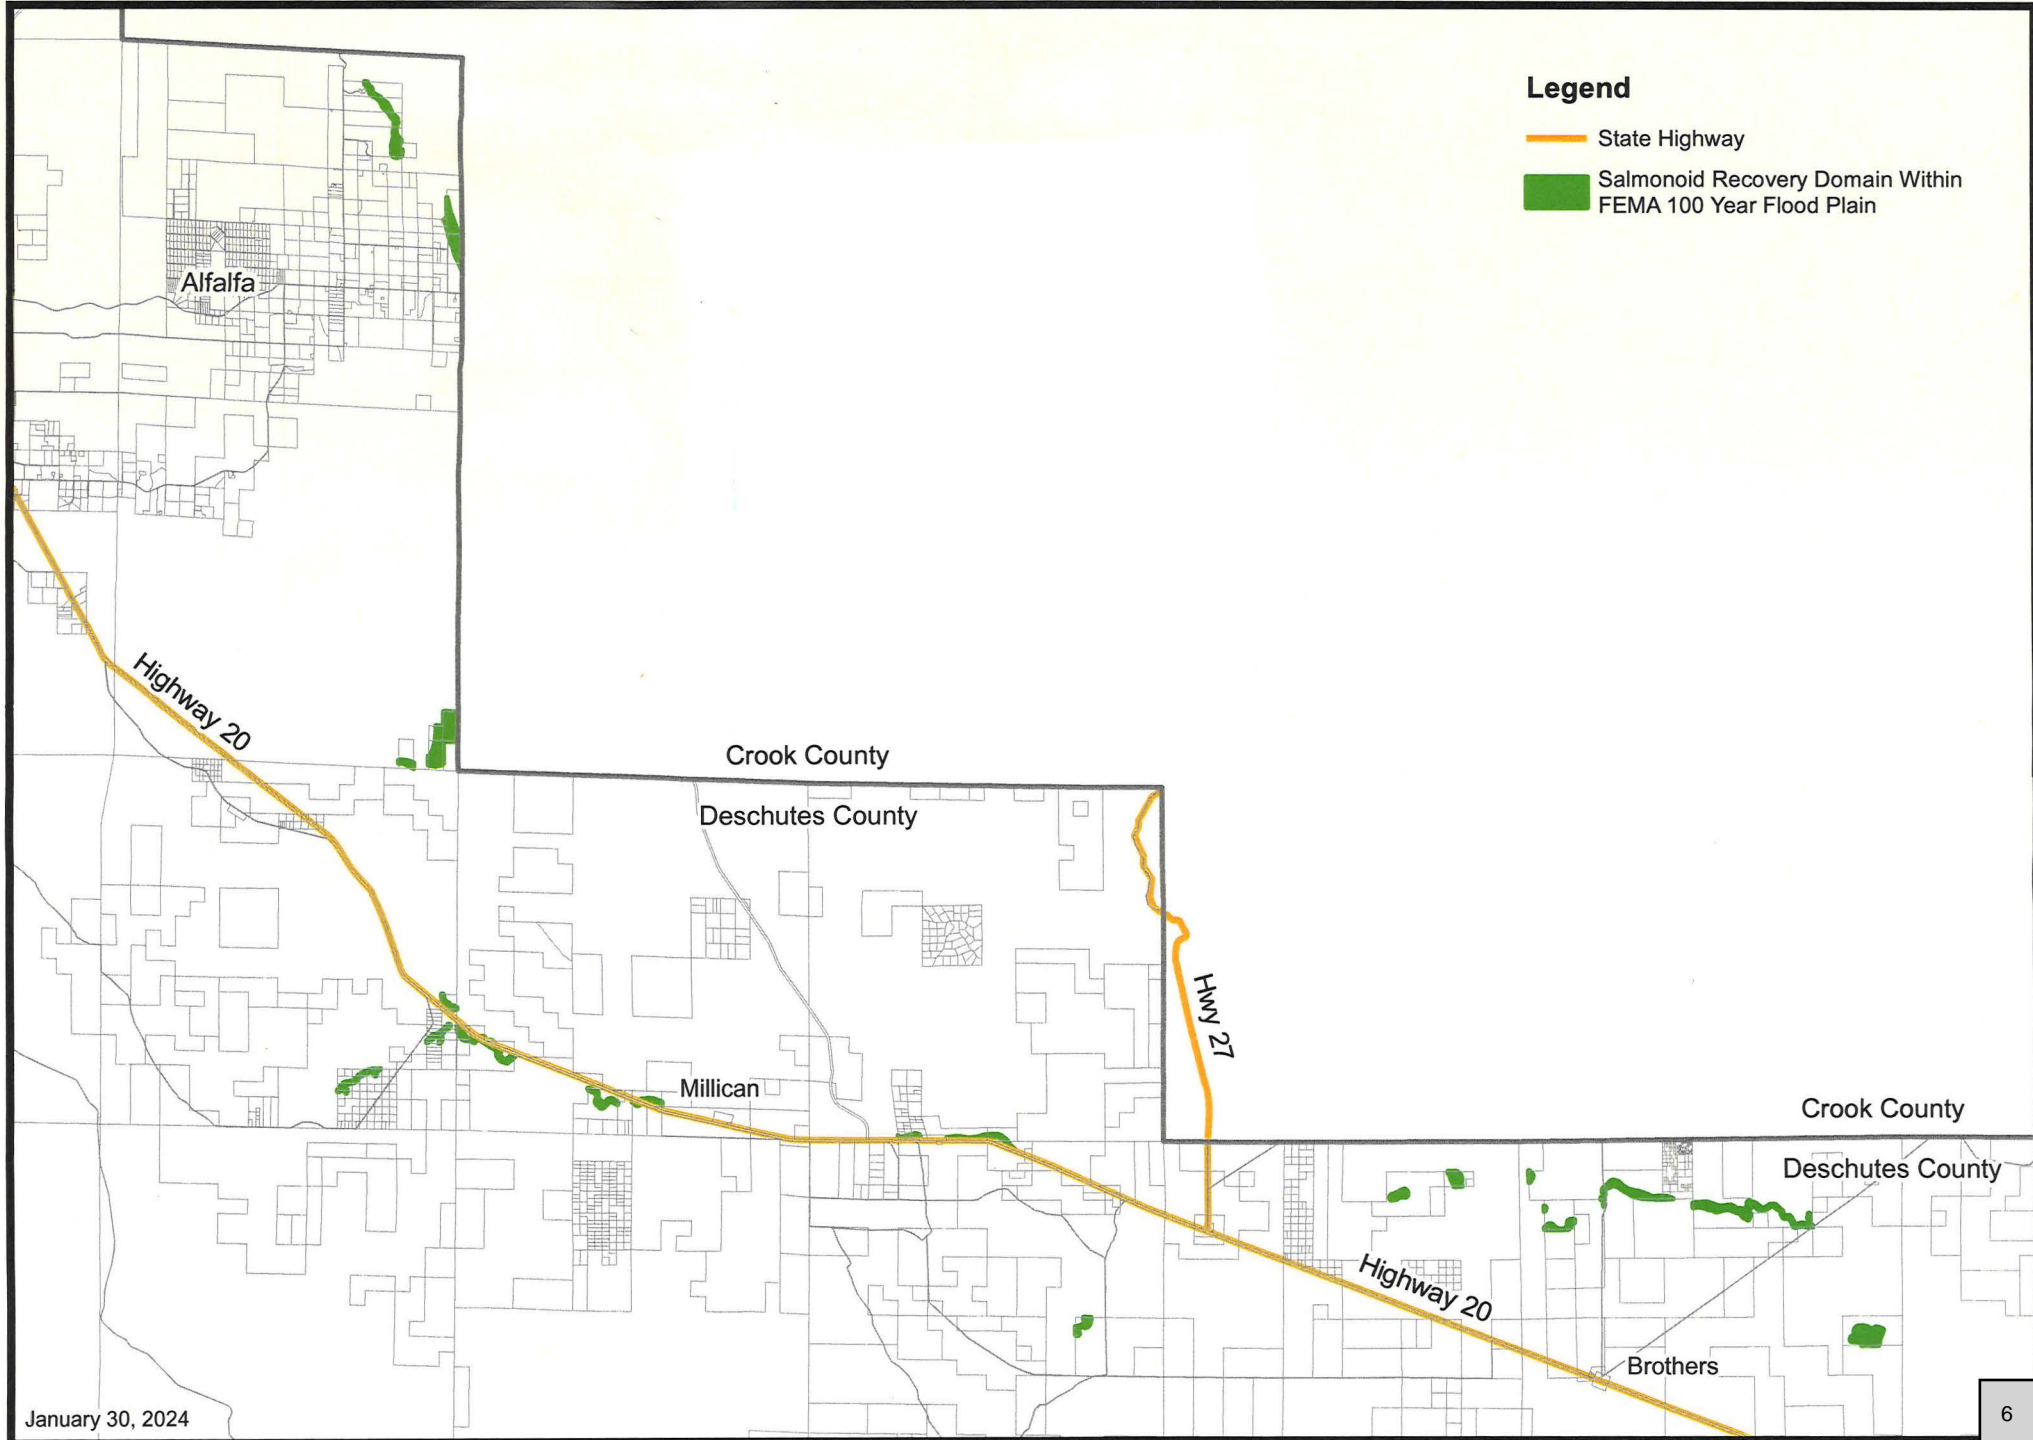 Legend
State Highway
Salmonoid Recovery Domain Within
FEMA 100 Year Flood Plain
Alfalfa
Highway 20
Crook County
Deschutes County
Hwy 27
Millican
Crook County
Deschutes County
Highway 20
Brothers
January 30, 2024
6